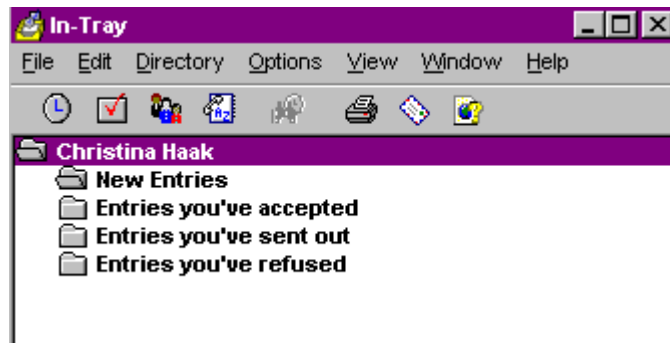 In-Tray
File Edit Directory Options View Window Help
Christina Haak
New Entries
Entries you've accepted
Entries you've sent out
Entries you've refused